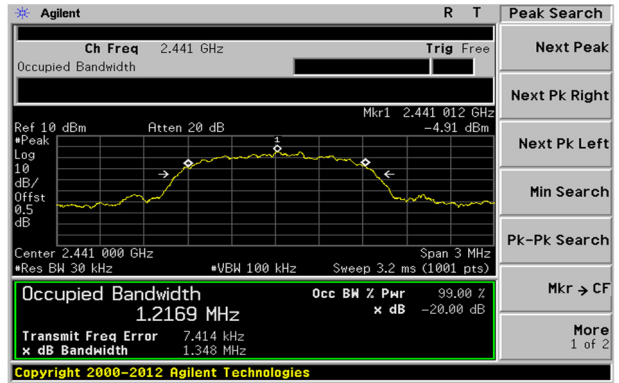 Agilent R T Peak Search
Ch Freq 2.441 GHz Trig Free
Occupied Bandwidth
Next Peak
Next Pk Right
Next Pk Left
Min Search
Pk-Pk Search
Mkr → CF
More
1 of 2
Mkr1 2.441 012 GHz
Ref 10 dBm Atten 20 dB -4.91 dBm
#Peak
Log
10
dB/
Offst
0.5
dB
1
Center 2.441 000 GHz Span 3 MHz
#Res BW 30 kHz #VBW 100 kHz Sweep 3.2 ms (1001 pts)
Occupied Bandwidth Occ BW % Pwr 99.00 %
1.2169 MHz x dB -20.00 dB
Transmit Freq Error 7.414 kHz
x dB Bandwidth 1.348 MHz
Copyright 2000-2012 Agilent Technologies